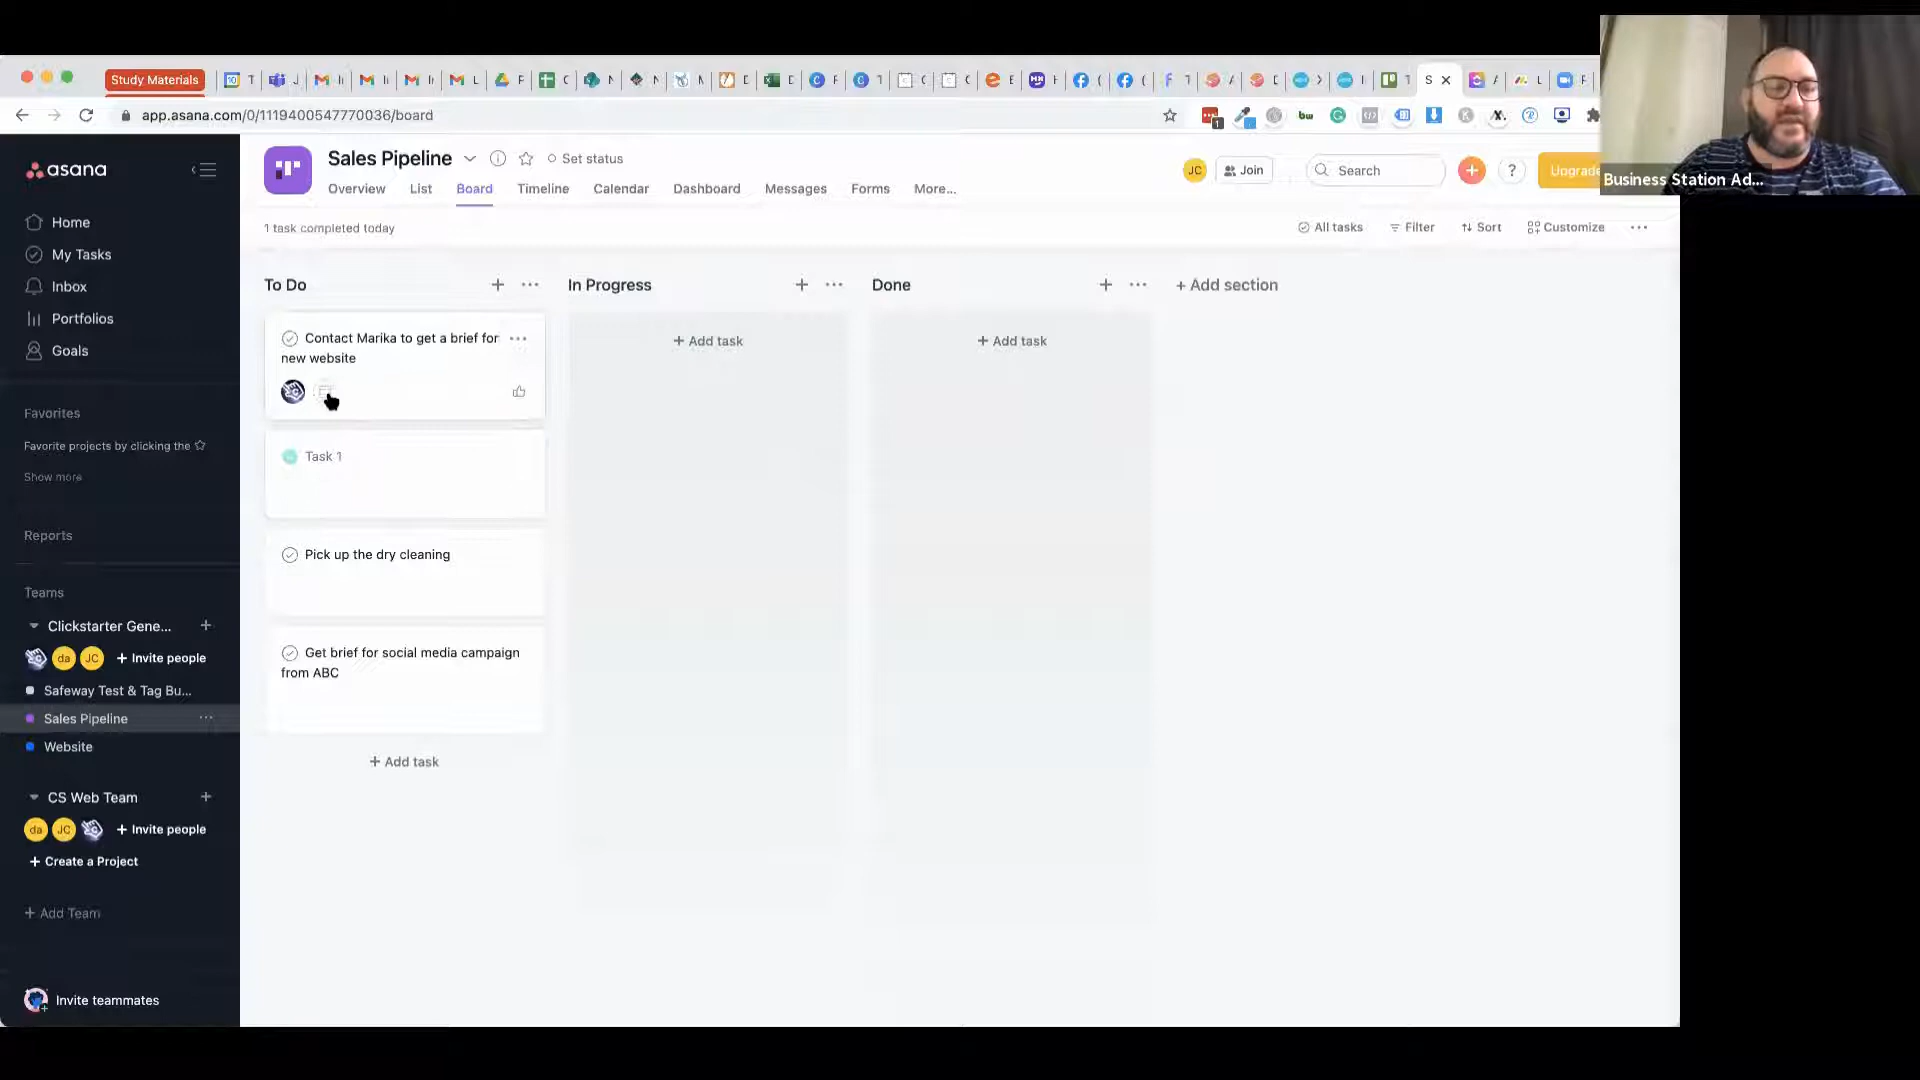 Study Materials
app.asana.com/0/1119400547770036/board
asana
Home
My Tasks
Inbox
Portfolios
Goals
Favorites
Favorite projects by clicking the
Show more
Reports
Teams
Clickstarter Gene...
da
JC
+ Invite people
Safeway Test & Tag Bu...
Sales Pipeline
Website
CS Web Team
da
JC
+ Invite people
+ Create a Project
+ Add Team
Invite teammates
Sales Pipeline
Set status
Overview
List
Board
Timeline
Calendar
Dashboard
Messages
Forms
More...
JC
Join
Search
?
Upgrade
1 task completed today
All tasks
Filter
Sort
Customize
To Do
Contact Marika to get a brief for
new website
Task 1
Pick up the dry cleaning
Get brief for social media campaign
from ABC
+ Add task
In Progress
+ Add task
Done
+ Add task
+ Add section
Business Station Ad...